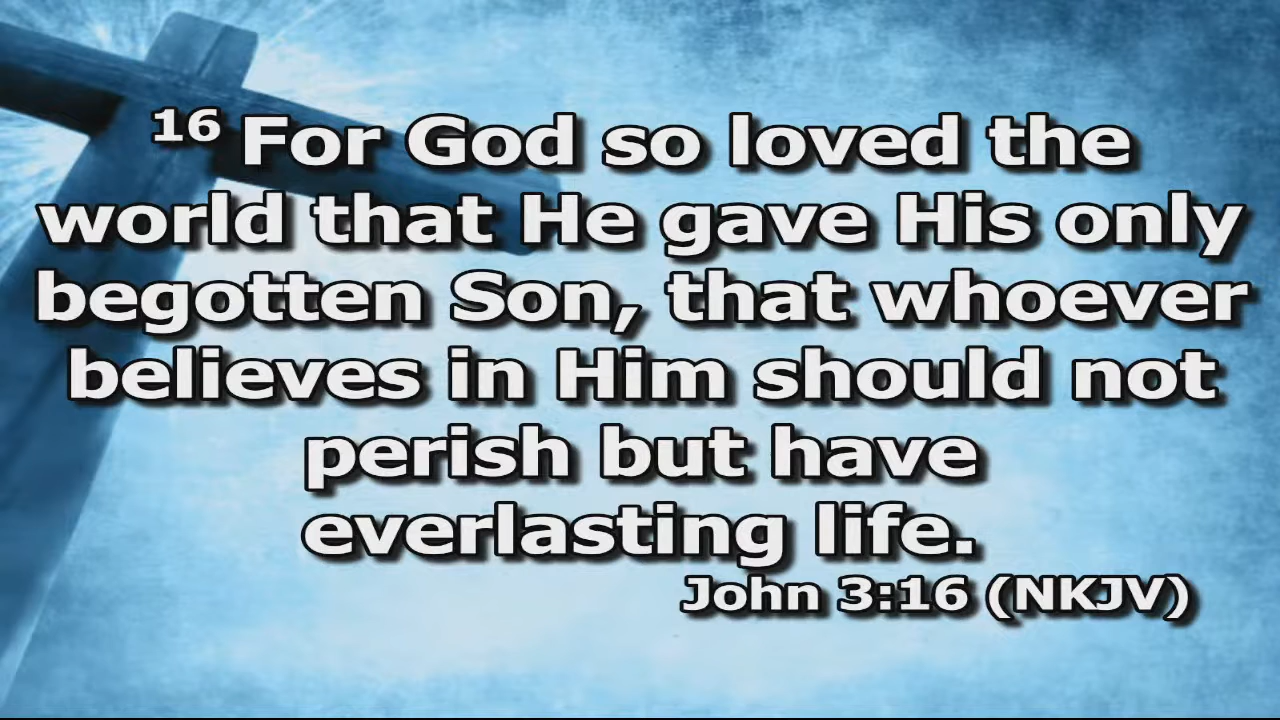 16 For God so loved the
world that He gave His only
begotten Son, that whoever
believes in Him should not
perish but have
everlasting life.
John 3:16 (NKJV)